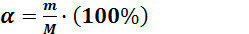 α = m/M · (100%)